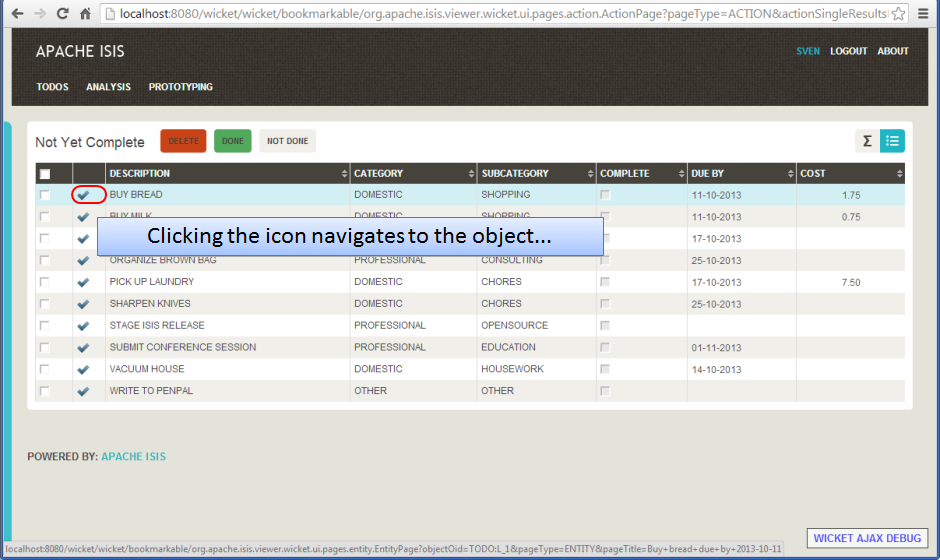 localhost:8080/wicket/wicket/bookmarkable/org.apache.isis.viewer.wicket.ui.pages.action.ActionPage?pageType=ACTION&actionSingleResults
APACHE ISIS
SVEN LOGOUT ABOUT
TODOS ANALYSIS PROTOTYPING
Not Yet Complete DELETE DONE NOT DONE Σ
DESCRIPTION CATEGORY SUBCATEGORY COMPLETE DUE BY COST
BUY BREAD DOMESTIC SHOPPING 11-10-2013 1.75
BUY MILK DOMESTIC SHOPPING 11-10-2013 0.75
Clicking the icon navigates to the object...
17-10-2013
ORGANIZE BROWN BAG PROFESSIONAL CONSULTING 25-10-2013
PICK UP LAUNDRY DOMESTIC CHORES 17-10-2013 7.50
SHARPEN KNIVES DOMESTIC CHORES 25-10-2013
STAGE ISIS RELEASE PROFESSIONAL OPENSOURCE
SUBMIT CONFERENCE SESSION PROFESSIONAL EDUCATION 01-11-2013
VACUUM HOUSE DOMESTIC HOUSEWORK 14-10-2013
WRITE TO PENPAL OTHER OTHER
POWERED BY: APACHE ISIS
WICKET AJAX DEBUG
localhost:8080/wicket/wicket/bookmarkable/org.apache.isis.viewer.wicket.ui.pages.entity.EntityPage?objectOid=TODO:L_1&pageType=ENTITY&pageTitle=Buy+bread+due+by+2013-10-11